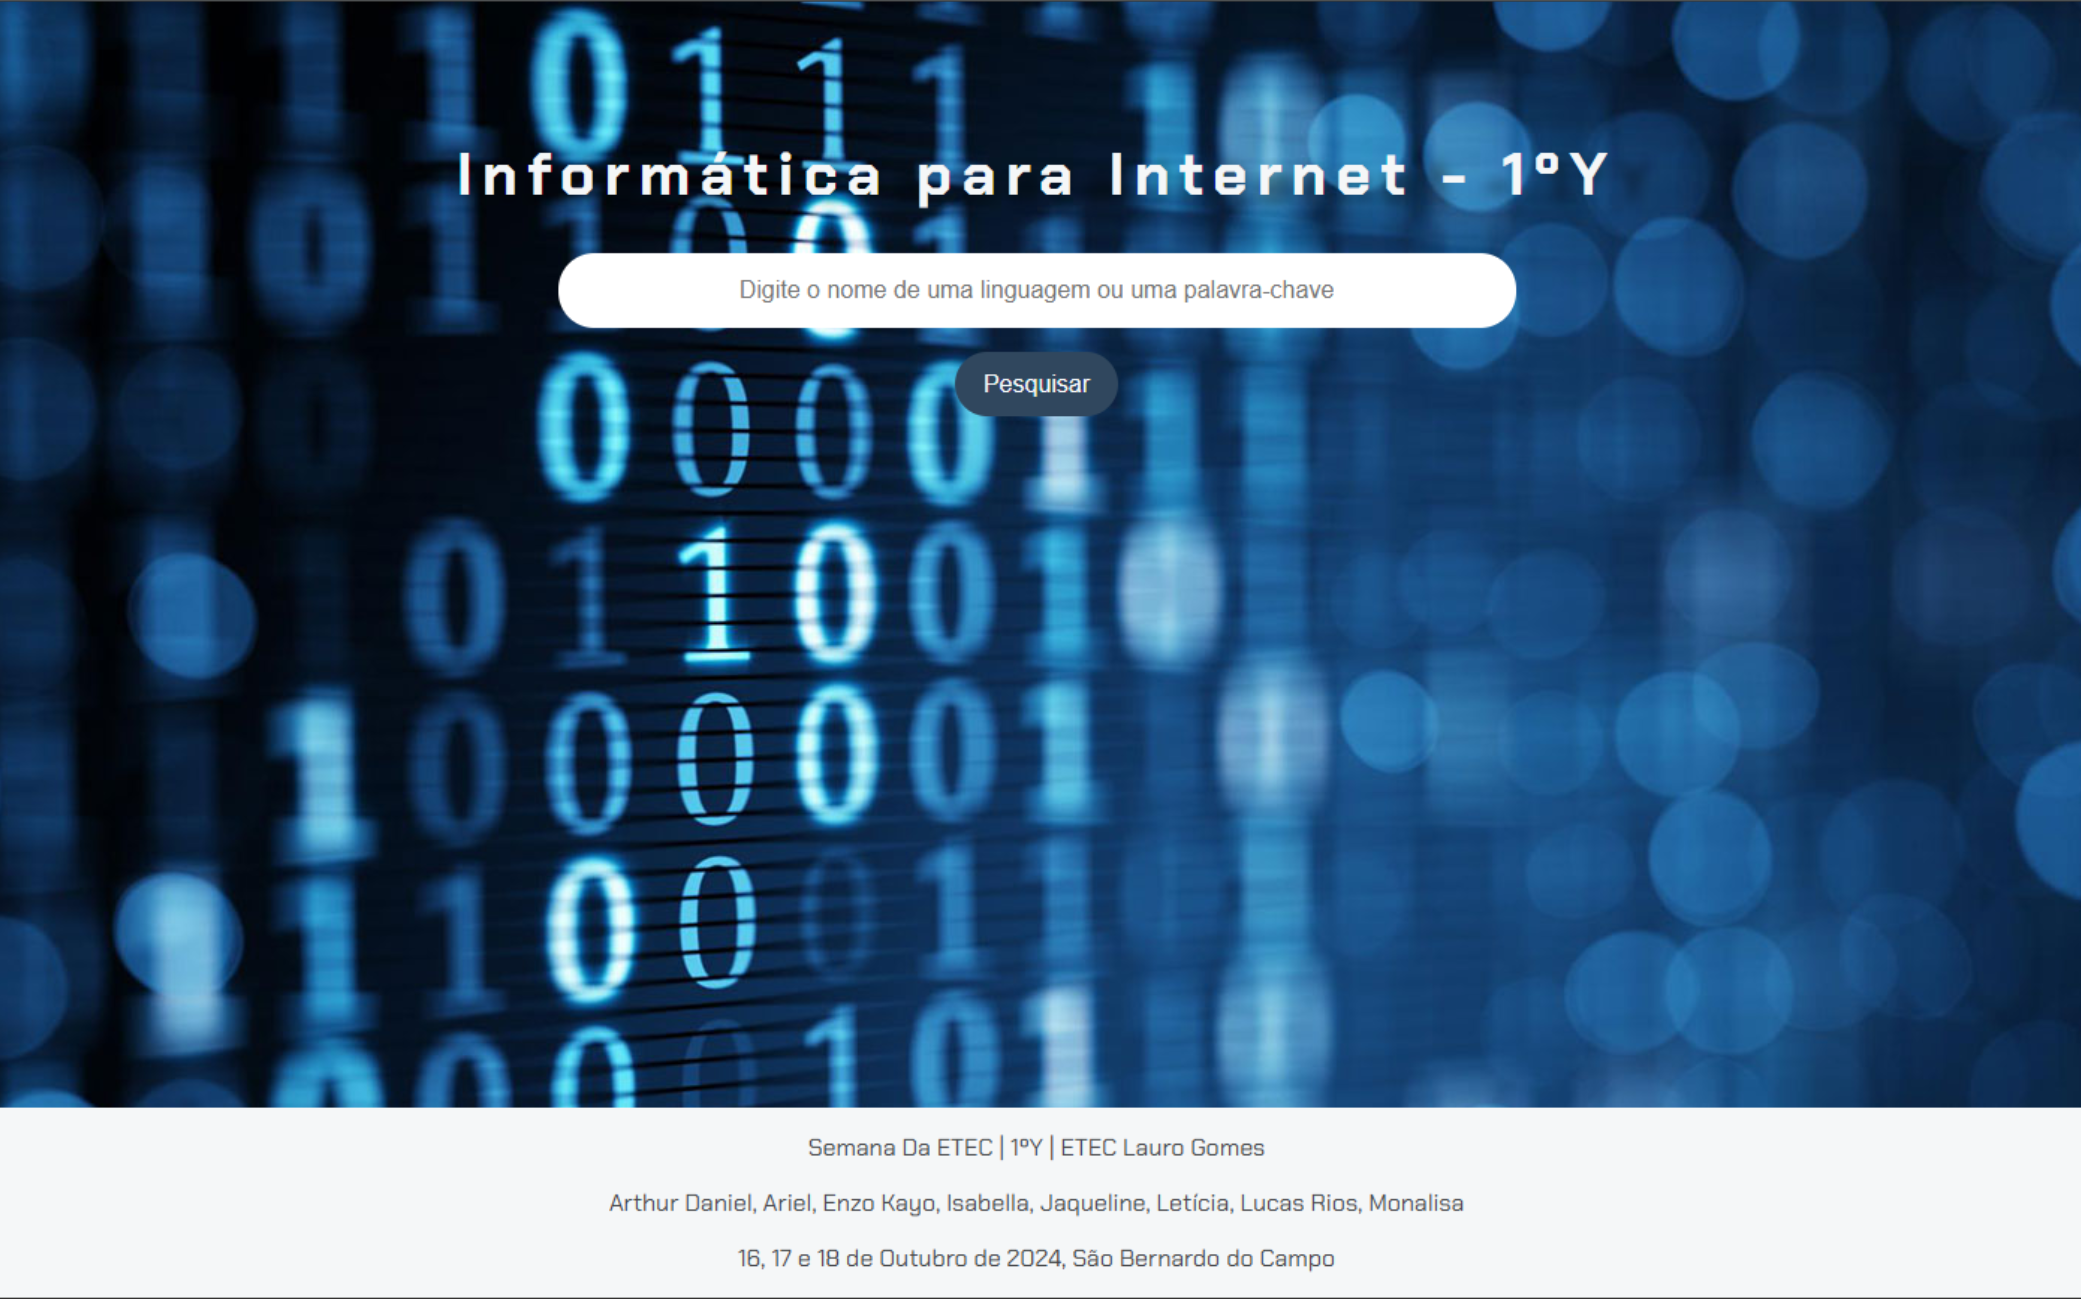 Informática para Internet - 1ºY
Digite o nome de uma linguagem ou uma palavra-chave
Pesquisar
Semana Da ETEC | 1ºY | ETEC Lauro Gomes
Arthur Daniel, Ariel, Enzo Kayo, Isabella, Jaqueline, Letícia, Lucas Rios, Monalisa
16, 17 e 18 de Outubro de 2024, São Bernardo do Campo